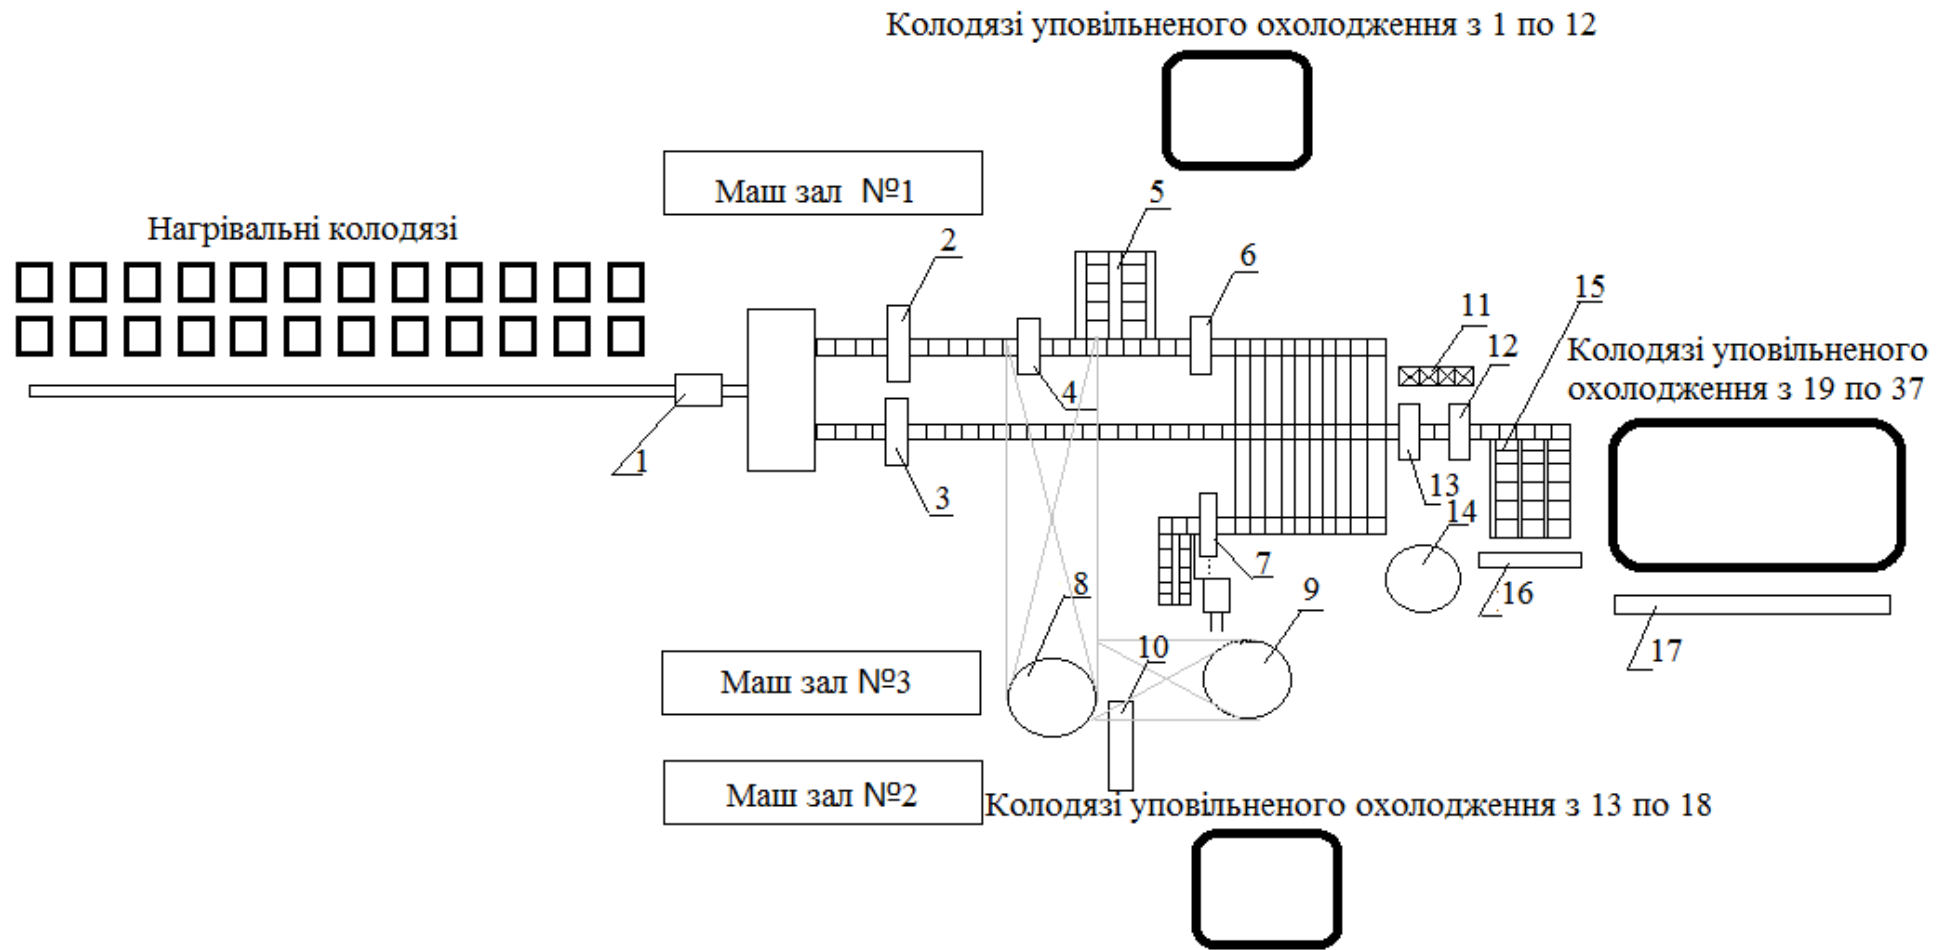 Колодязі уповільненого охолодження з 1 по 12
Маш зал №1
5
Нагрівальні колодязі
2
6
15
11
12
Колодязі уповільненого
охолодження з 19 по 37
4
1
3
13
14
7
8
9
16
10
17
Маш зал №3
Маш зал №2
Колодязі уповільненого охолодження з 13 по 18